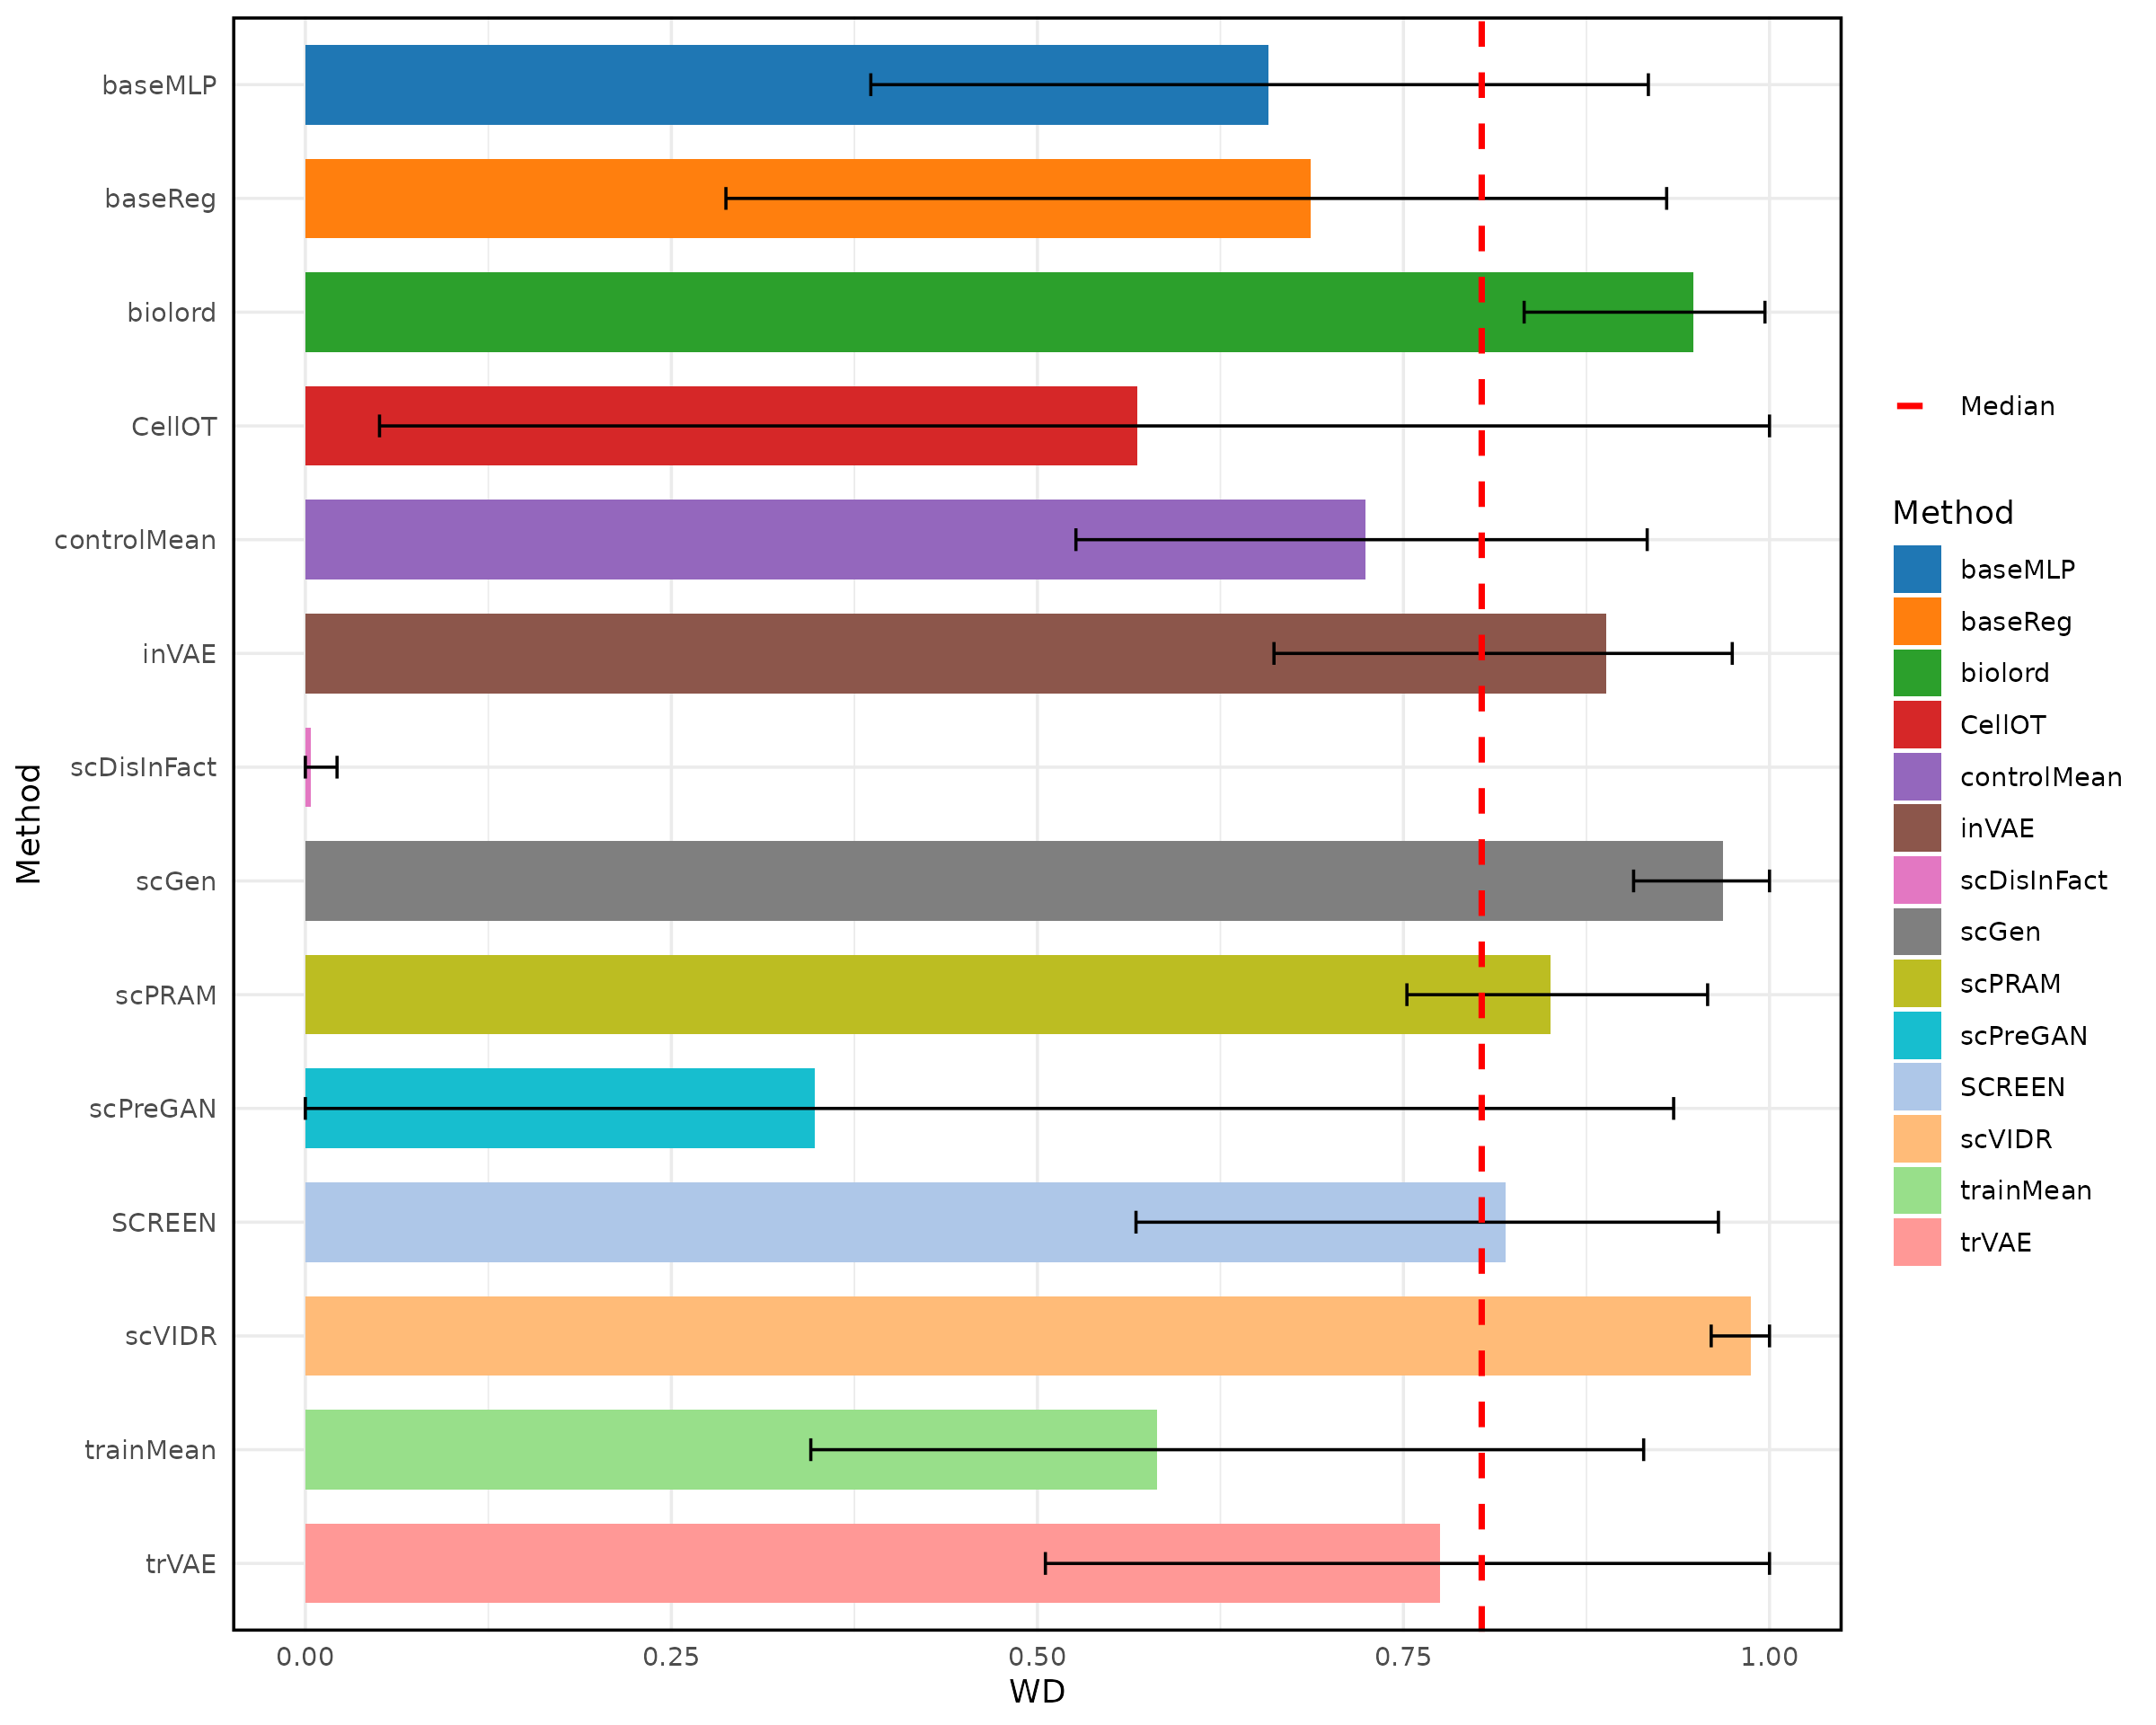 baseMLP
baseReg
biolord
CellOT
controlMean
inVAE
scDisInFact
scGen
scPRAM
scPreGAN
SCREEN
scVIDR
trainMean
trVAE
Method
0.00 0.25 0.50 0.75 1.00
WD
Median
Method
baseMLP
baseReg
biolord
CellOT
controlMean
inVAE
scDisInFact
scGen
scPRAM
scPreGAN
SCREEN
scVIDR
trainMean
trVAE